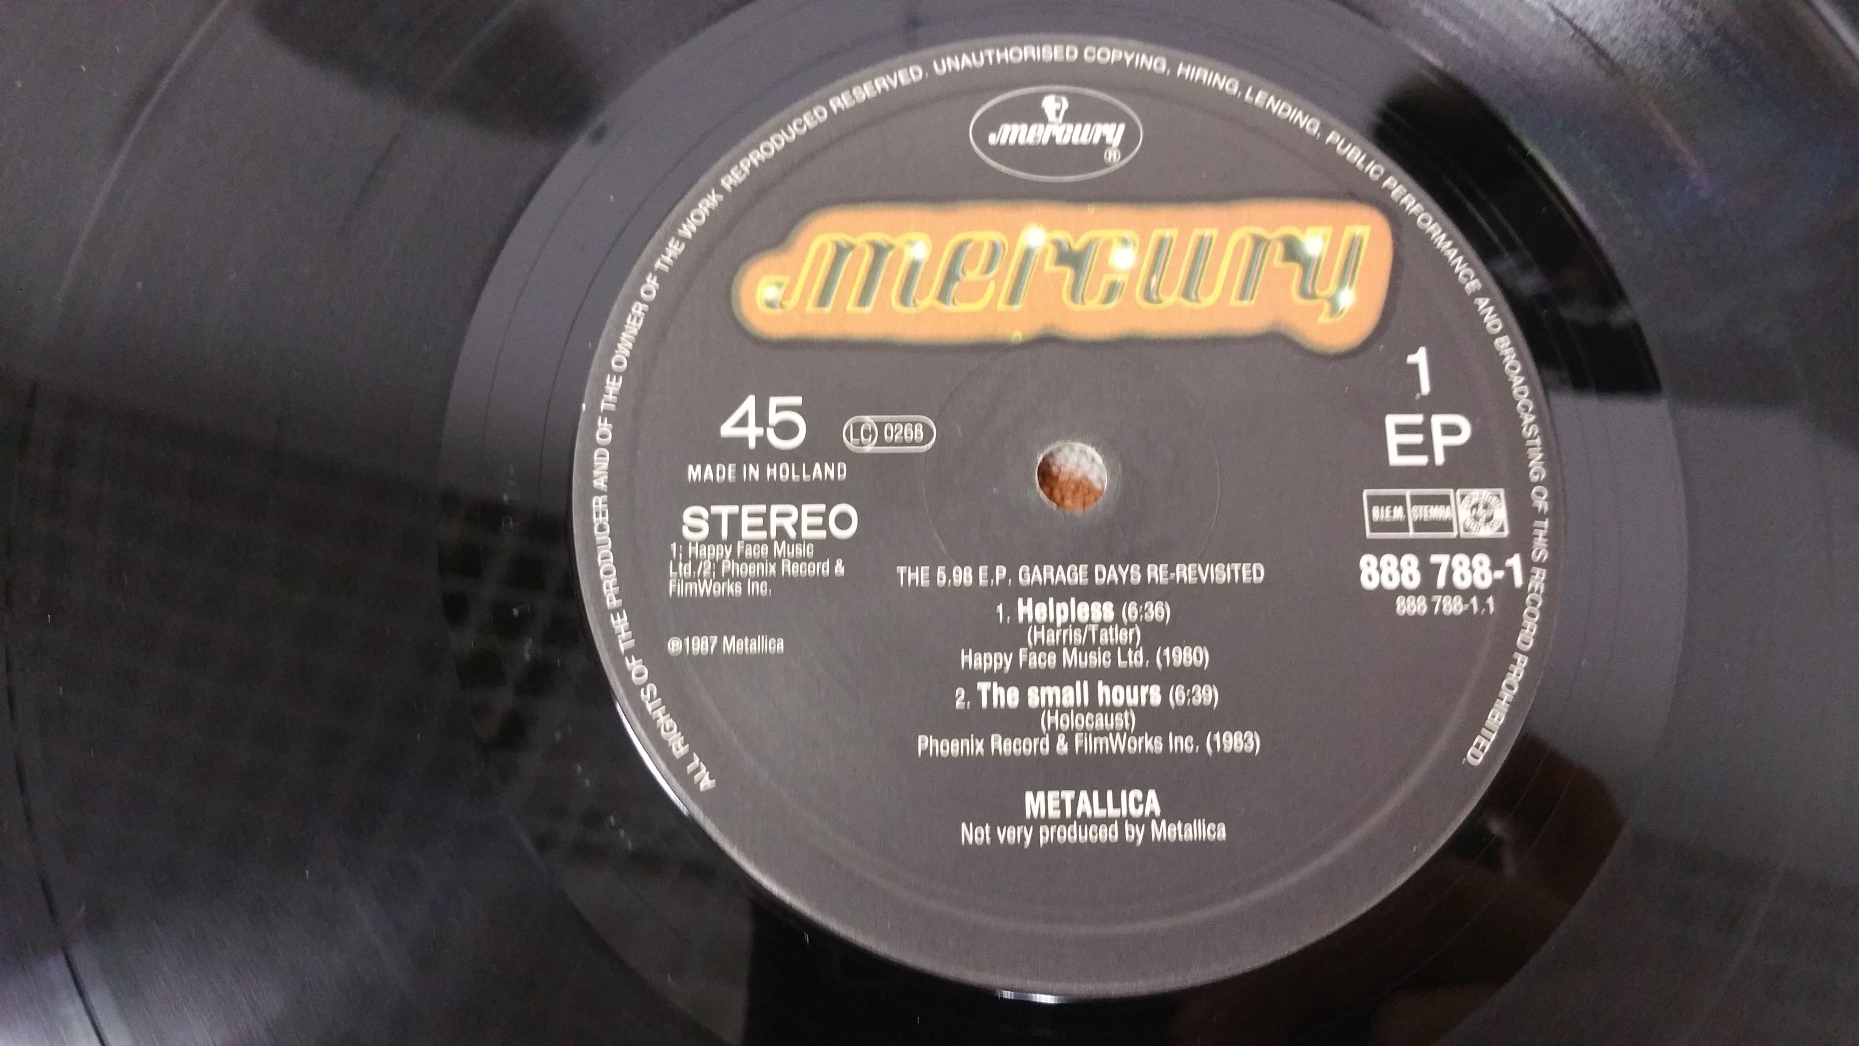 ALL RIGHTS OF THE PRODUCER AND OF THE OWNER OF THE WORK REPRODUCED RESERVED. UNAUTHORISED COPYING, HIRING, LENDING, PUBLIC PERFORMANCE AND BROADCASTING OF THIS RECORD PROHIBITED.
mercury
®
mercury
45
LC 0268
MADE IN HOLLAND
STEREO
1; Happy Face Music
Ltd./2; Phoenix Record &
FilmWorks Inc.
℗1987 Metallica
1
EP
B.I.E.M. STEMRA
888 788-1
888 788-1.1
THE 5.98 E.P. GARAGE DAYS RE-REVISITED
1. Helpless (6:36)
(Harris/Tatler)
Happy Face Music Ltd. (1980)
2. The small hours (6:39)
(Holocaust)
Phoenix Record & FilmWorks Inc. (1983)
METALLICA
Not very produced by Metallica